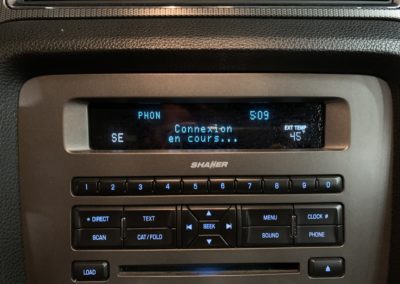 PHON 5:09
Connexion
SE en cours... EXT TEMP 45°
SHAKER
1 2 3 4 5 6 7 8 9 0
• DIRECT TEXT SEEK MENU CLOCK #
SCAN CAT/FOLD SOUND PHONE
LOAD